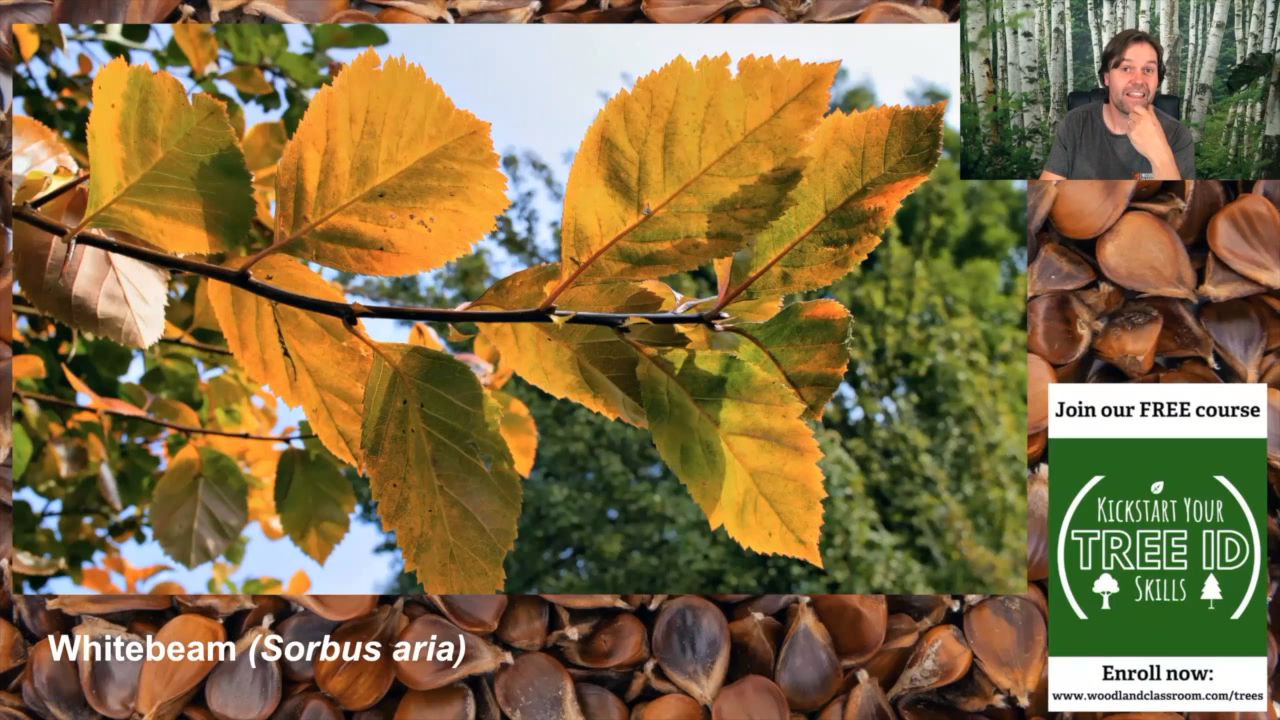 Join our FREE course
KICKSTART YOUR
TREE ID
SKILLS
Enroll now:
www.woodlandclassroom.com/trees
Whitebeam (Sorbus aria)